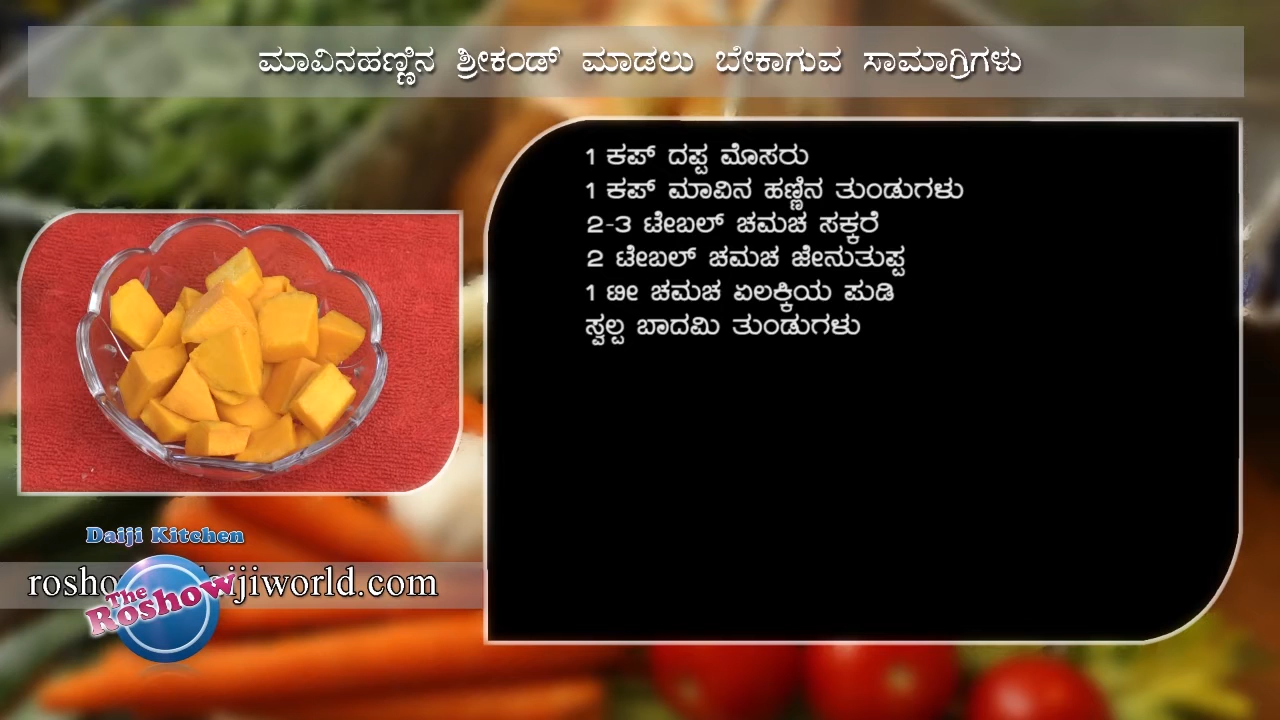 ಮಾವಿನಹಣ್ಣಿನ ಶ್ರೀಕಂಡ್ ಮಾಡಲು ಬೇಕಾಗುವ ಸಾಮಾಗ್ರಿಗಳು
1 ಕಪ್ ದಪ್ಪ ಮೊಸರು
1 ಕಪ್ ಮಾವಿನ ಹಣ್ಣಿನ ತುಂಡುಗಳು
2-3 ಟೇಬಲ್ ಚಮಚ ಸಕ್ಕರೆ
2 ಟೇಬಲ್ ಚಮಚ ಜೇನುತುಪ್ಪ
1 ಟೀ ಚಮಚ ಏಲಕ್ಕಿಯ ಪುಡಿ
ಸ್ವಲ್ಪ ಬಾದಮಿ ತುಂಡುಗಳು
Daiji Kitchen
The
Roshow